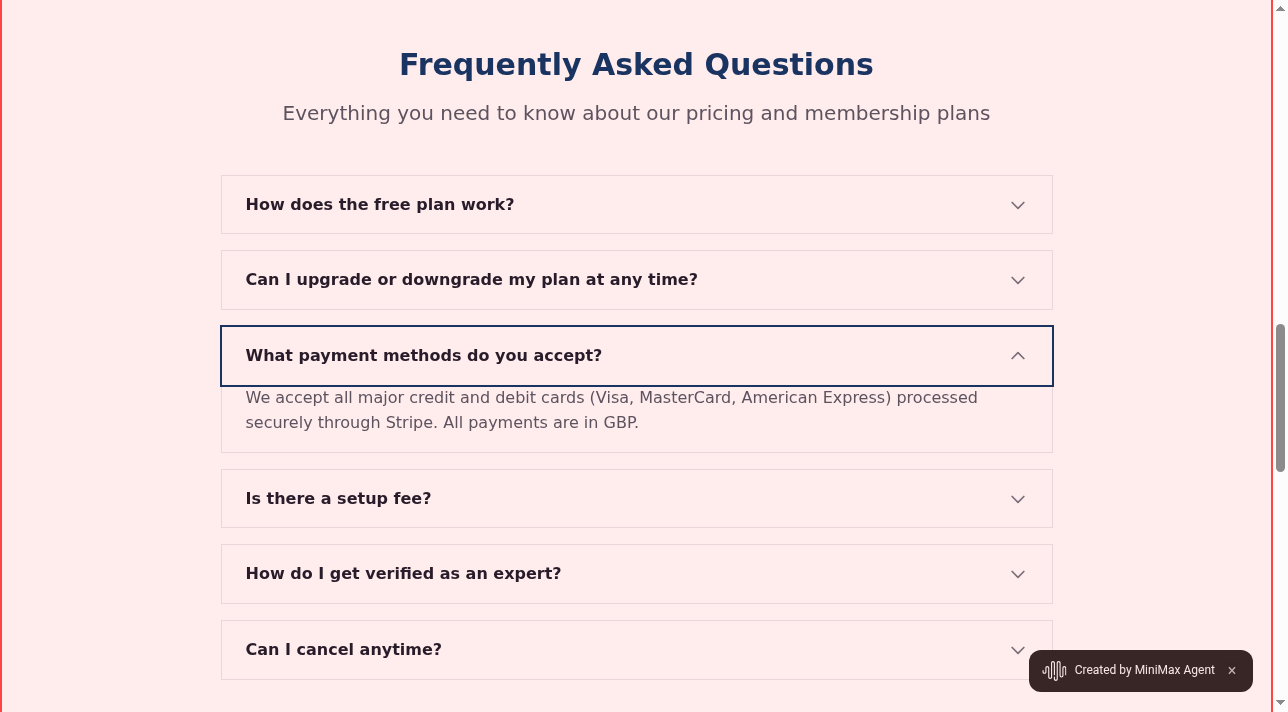 Frequently Asked Questions
Everything you need to know about our pricing and membership plans
How does the free plan work?
Can I upgrade or downgrade my plan at any time?
What payment methods do you accept?
We accept all major credit and debit cards (Visa, MasterCard, American Express) processed
securely through Stripe. All payments are in GBP.
Is there a setup fee?
How do I get verified as an expert?
Can I cancel anytime?
Created by MiniMax Agent ×